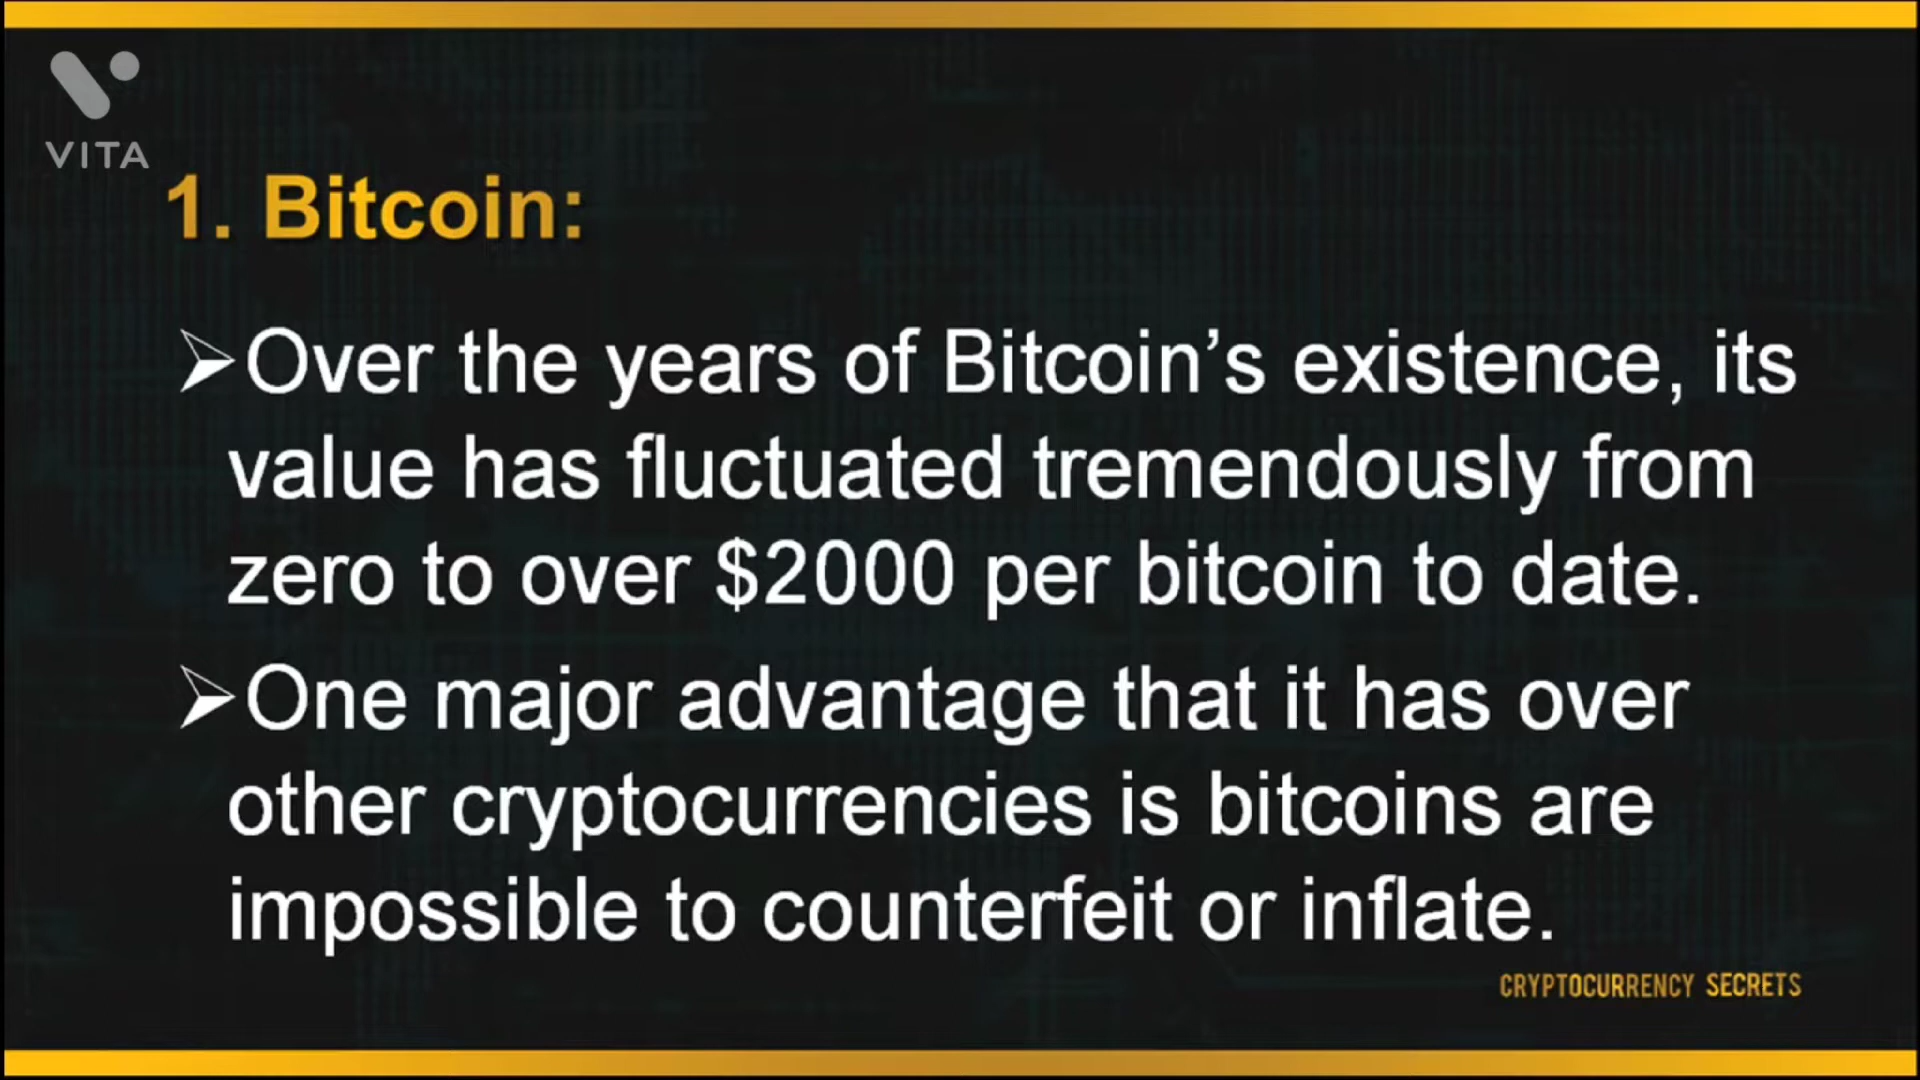 VITA
1. Bitcoin:
➢Over the years of Bitcoin’s existence, its
value has fluctuated tremendously from
zero to over $2000 per bitcoin to date.
➢One major advantage that it has over
other cryptocurrencies is bitcoins are
impossible to counterfeit or inflate.
CRYPTOCURRENCY SECRETS